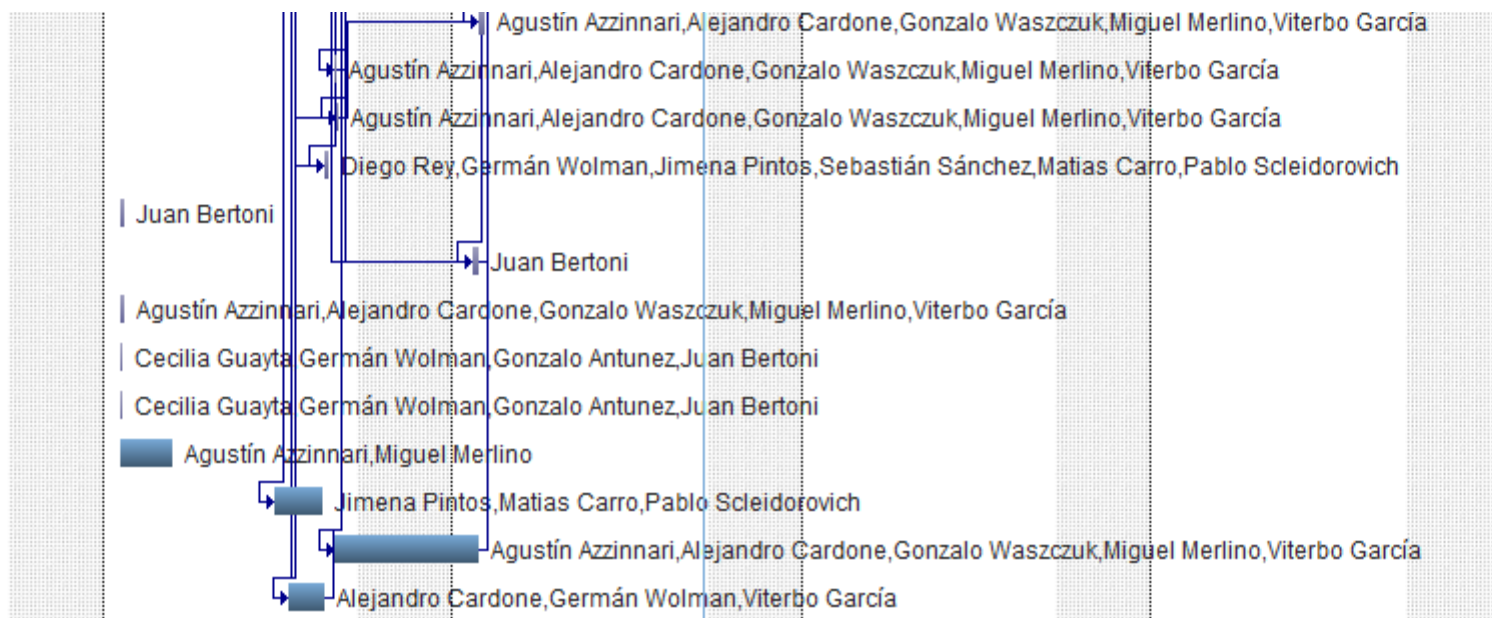 Agustín Azzinnari,Alejandro Cardone,Gonzalo Waszczuk,Miguel Merlino,Viterbo García
Agustín Azzinnari,Alejandro Cardone,Gonzalo Waszczuk,Miguel Merlino,Viterbo García
Agustín Azzinnari,Alejandro Cardone,Gonzalo Waszczuk,Miguel Merlino,Viterbo García
Diego Rey,Germán Wolman,Jimena Pintos,Sebastián Sánchez,Matias Carro,Pablo Scleidorovich
Juan Bertoni
Juan Bertoni
Agustín Azzinnari,Alejandro Cardone,Gonzalo Waszczuk,Miguel Merlino,Viterbo García
Cecilia Guayta,Germán Wolman,Gonzalo Antunez,Juan Bertoni
Cecilia Guayta,Germán Wolman,Gonzalo Antunez,Juan Bertoni
Agustín Azzinnari,Miguel Merlino
Jimena Pintos,Matias Carro,Pablo Scleidorovich
Agustín Azzinnari,Alejandro Cardone,Gonzalo Waszczuk,Miguel Merlino,Viterbo García
Alejandro Cardone,Germán Wolman,Viterbo García